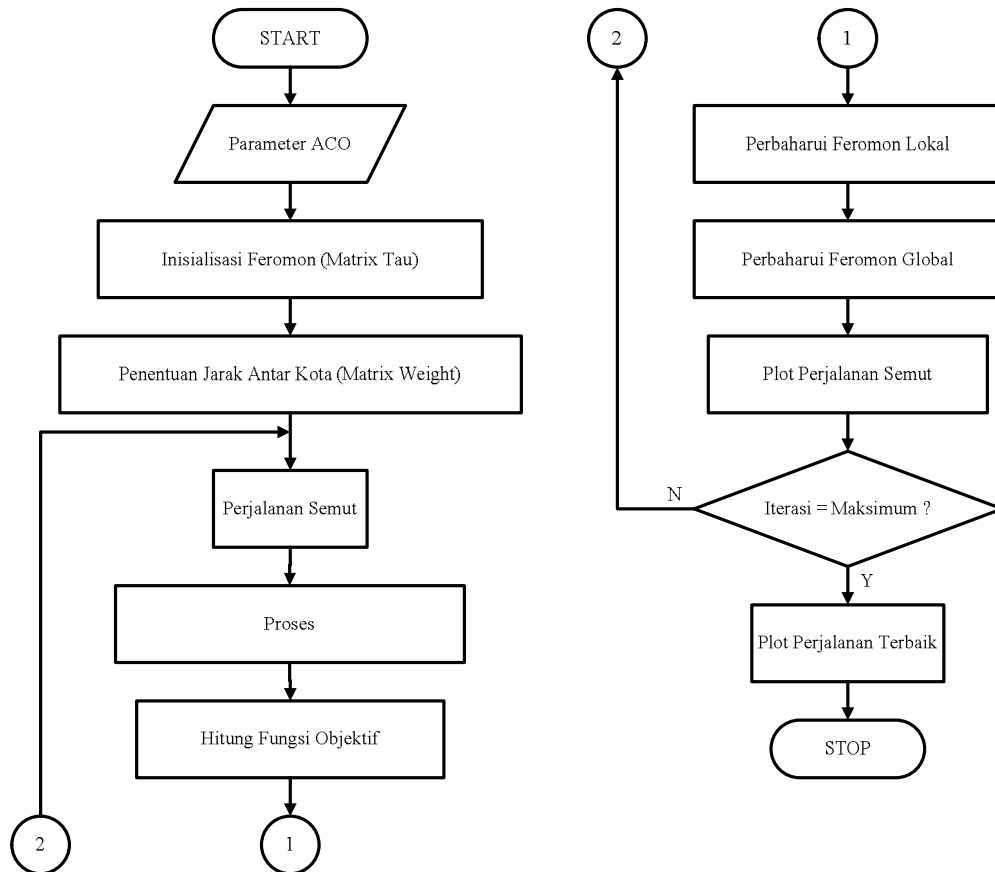 START
Parameter ACO
Inisialisasi Feromon (Matrix Tau)
Penentuan Jarak Antar Kota (Matrix Weight)
Perjalanan Semut
Proses
Hitung Fungsi Objektif
2
1
2
1
Perbaharui Feromon Lokal
Perbaharui Feromon Global
Plot Perjalanan Semut
N
Iterasi = Maksimum ?
Y
Plot Perjalanan Terbaik
STOP